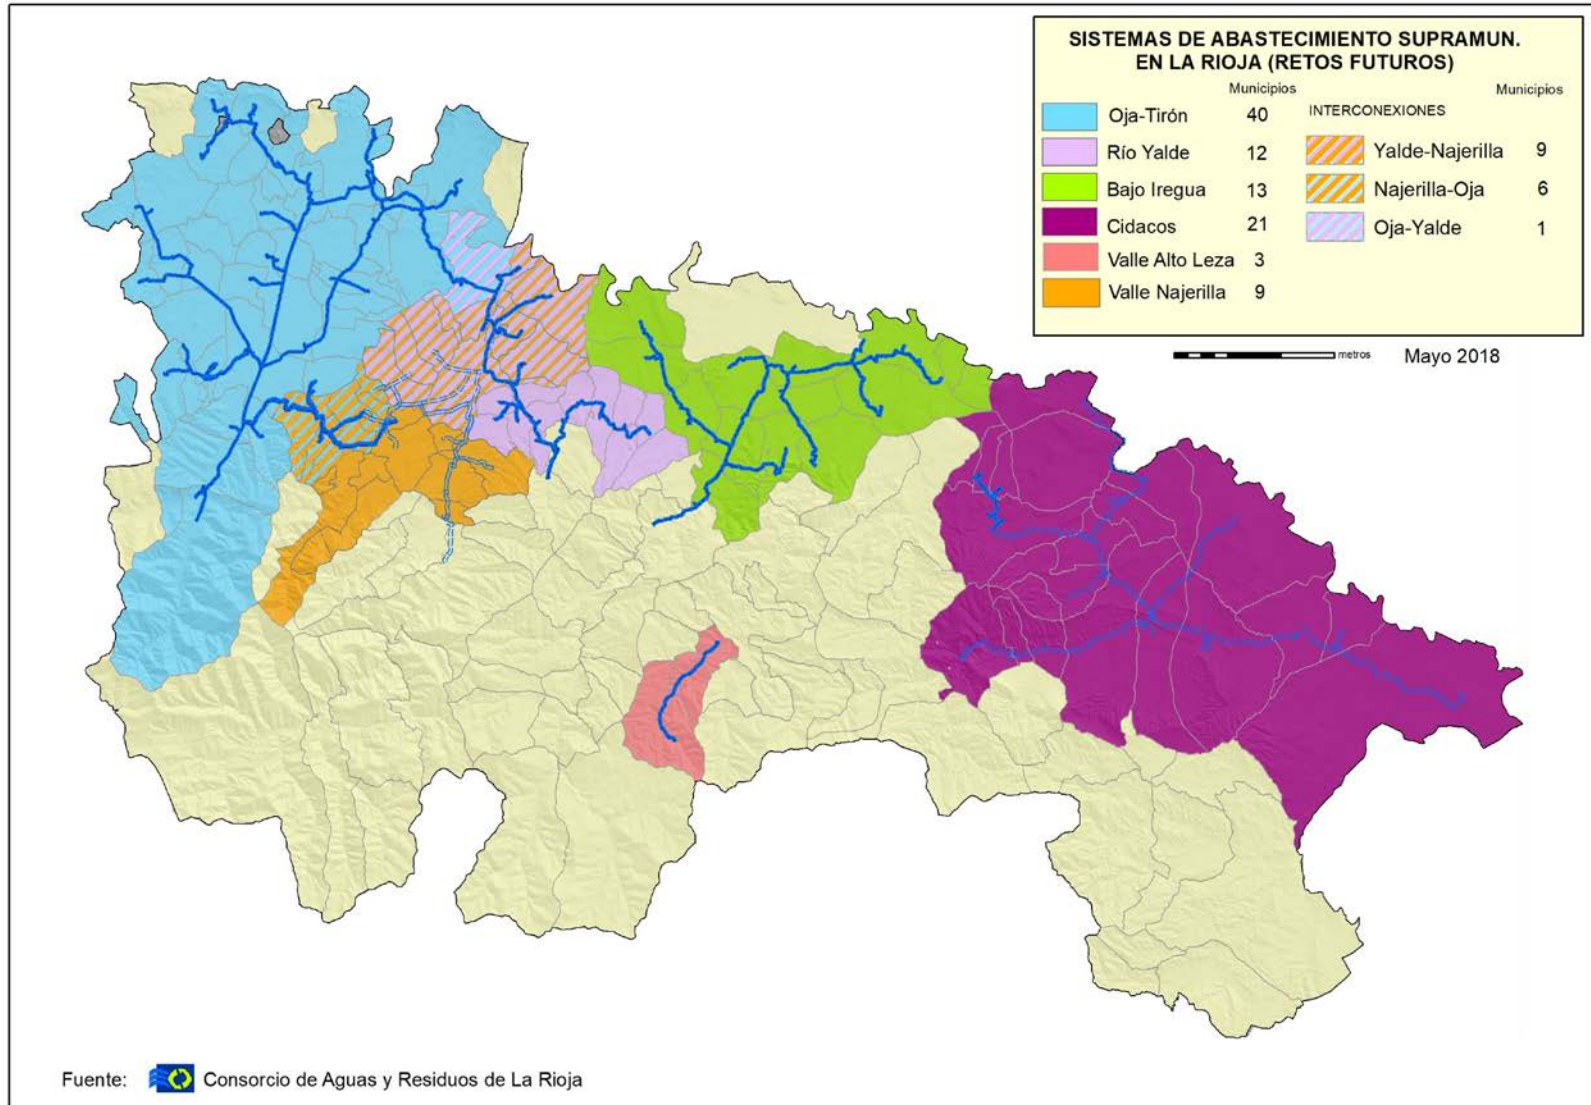 SISTEMAS DE ABASTECIMIENTO SUPRAMUN.
EN LA RIOJA (RETOS FUTUROS)
Municipios
Oja-Tirón 40
Río Yalde 12
Bajo Iregua 13
Cidacos 21
Valle Alto Leza 3
Valle Najerilla 9
Municipios
INTERCONEXIONES
Yalde-Najerilla 9
Najerilla-Oja 6
Oja-Yalde 1
metros
Mayo 2018
Fuente: Consorcio de Aguas y Residuos de La Rioja